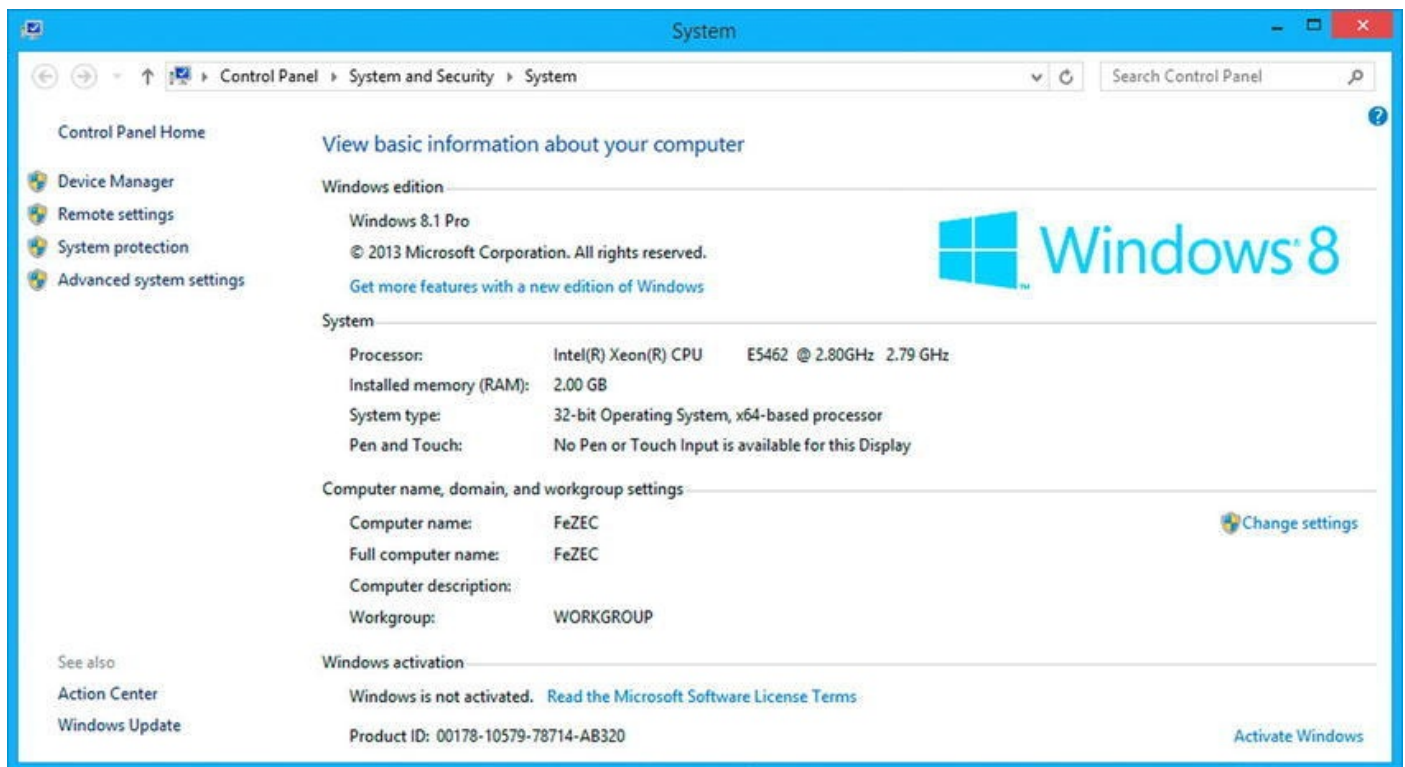 System
Control Panel System and Security System
Search Control Panel
Control Panel Home
Device Manager
Remote settings
System protection
Advanced system settings
See also
Action Center
Windows Update
View basic information about your computer
Windows edition
Windows 8.1 Pro
© 2013 Microsoft Corporation. All rights reserved.
Get more features with a new edition of Windows
Windows 8
System
Processor: Intel(R) Xeon(R) CPU E5462 @ 2.80GHz 2.79 GHz
Installed memory (RAM): 2.00 GB
System type: 32-bit Operating System, x64-based processor
Pen and Touch: No Pen or Touch Input is available for this Display
Computer name, domain, and workgroup settings
Computer name: FeZEC
Change settings
Full computer name: FeZEC
Computer description:
Workgroup: WORKGROUP
Windows activation
Windows is not activated. Read the Microsoft Software License Terms
Product ID: 00178-10579-78714-AB320
Activate Windows